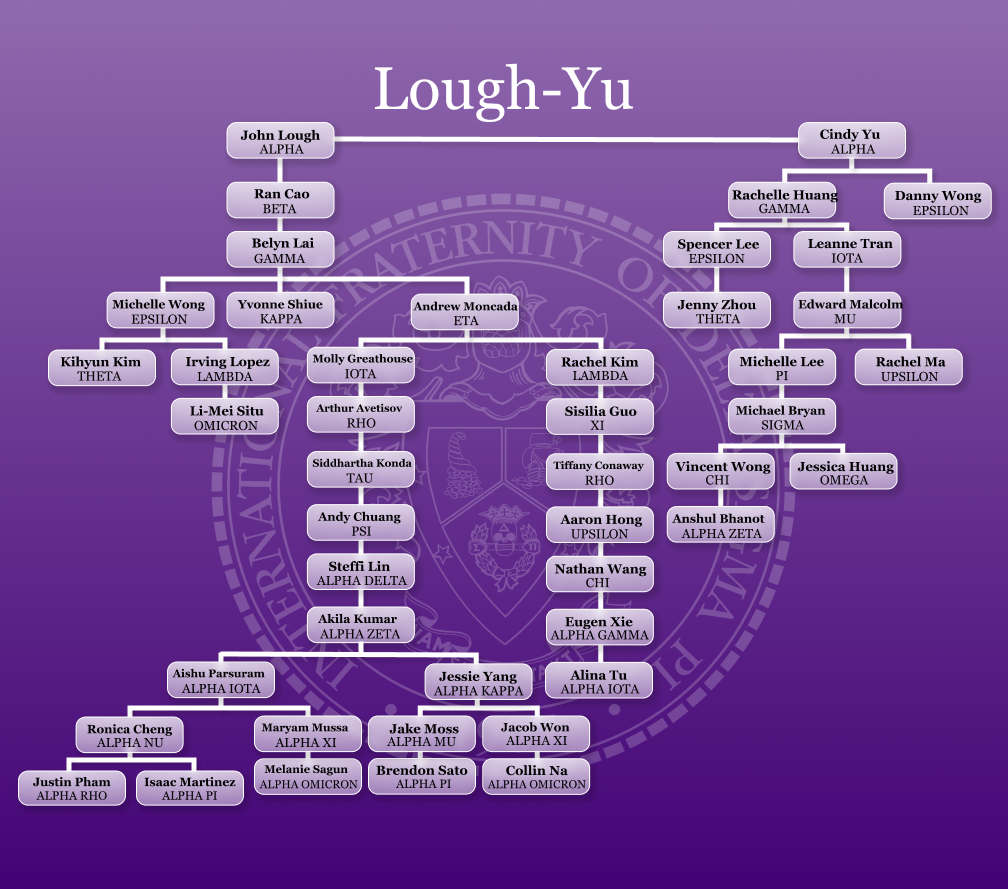 Lough-Yu
John Lough
ALPHA
Cindy Yu
ALPHA
Ran Cao
BETA
Rachelle Huang
GAMMA
Danny Wong
EPSILON
Belyn Lai
GAMMA
Spencer Lee
EPSILON
Leanne Tran
IOTA
Michelle Wong
EPSILON
Yvonne Shiue
KAPPA
Andrew Moncada
ETA
Jenny Zhou
THETA
Edward Malcolm
MU
Kihyun Kim
THETA
Irving Lopez
LAMBDA
Molly Greathouse
IOTA
Rachel Kim
LAMBDA
Michelle Lee
PI
Rachel Ma
UPSILON
Li-Mei Situ
OMICRON
Arthur Avetisov
RHO
Sisilia Guo
XI
Michael Bryan
SIGMA
Siddhartha Konda
TAU
Tiffany Conaway
RHO
Vincent Wong
CHI
Jessica Huang
OMEGA
Andy Chuang
PSI
Aaron Hong
UPSILON
Anshul Bhanot
ALPHA ZETA
Steffi Lin
ALPHA DELTA
Nathan Wang
CHI
Akila Kumar
ALPHA ZETA
Eugen Xie
ALPHA GAMMA
Aishu Parsuram
ALPHA IOTA
Jessie Yang
ALPHA KAPPA
Alina Tu
ALPHA IOTA
Ronica Cheng
ALPHA NU
Maryam Mussa
ALPHA XI
Jake Moss
ALPHA MU
Jacob Won
ALPHA XI
Justin Pham
ALPHA RHO
Isaac Martinez
ALPHA PI
Melanie Sagun
ALPHA OMICRON
Brendon Sato
ALPHA PI
Collin Na
ALPHA OMICRON
INTERNATIONAL FRATERNITY OF DELTA SIGMA PI